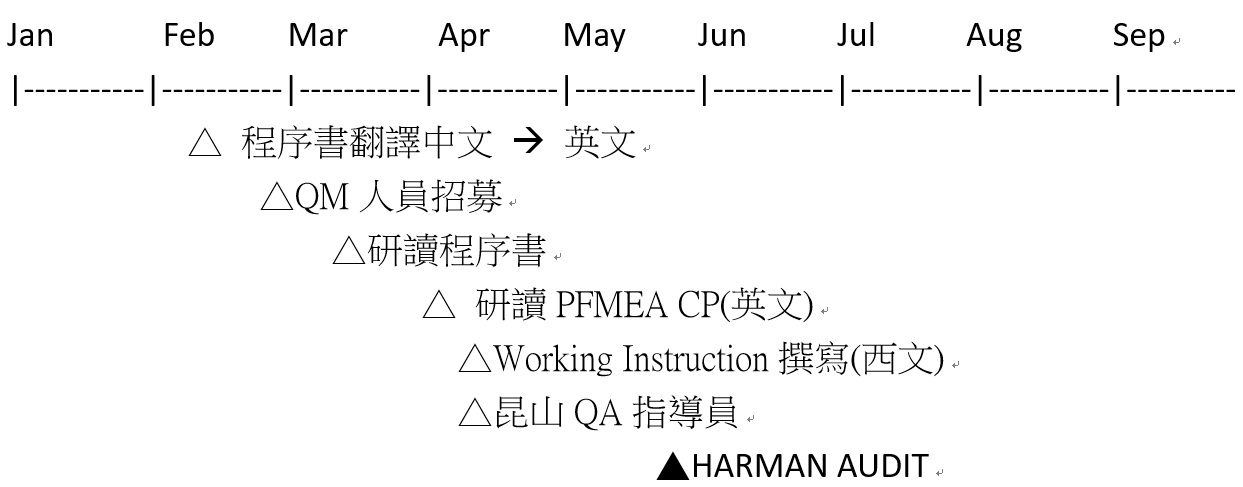 Jan Feb Mar Apr May Jun Jul Aug Sep
|-----------|-----------|-----------|-----------|-----------|-----------|-----------|-----------|----------
△ 程序書翻譯中文 → 英文
△QM 人員招募
△研讀程序書
△ 研讀 PFMEA CP(英文)
△Working Instruction 撰寫(西文)
△昆山 QA 指導員
▲HARMAN AUDIT